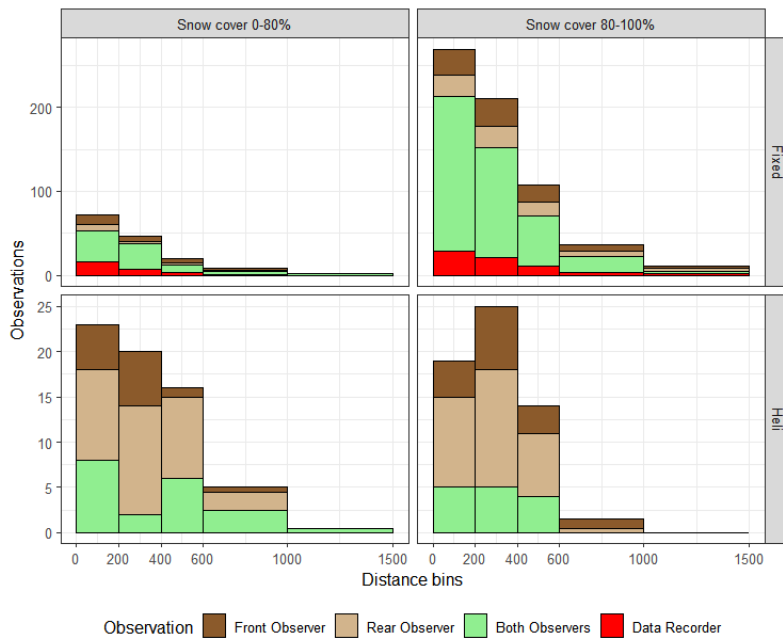 Snow cover 0-80%
Snow cover 80-100%
Observations
200
100
0
Fixed
25
20
15
10
5
0
Heli
0 200 400 600 1000 1500
0 200 400 600 1000 1500
Distance bins
Observation Front Observer Rear Observer Both Observers Data Recorder